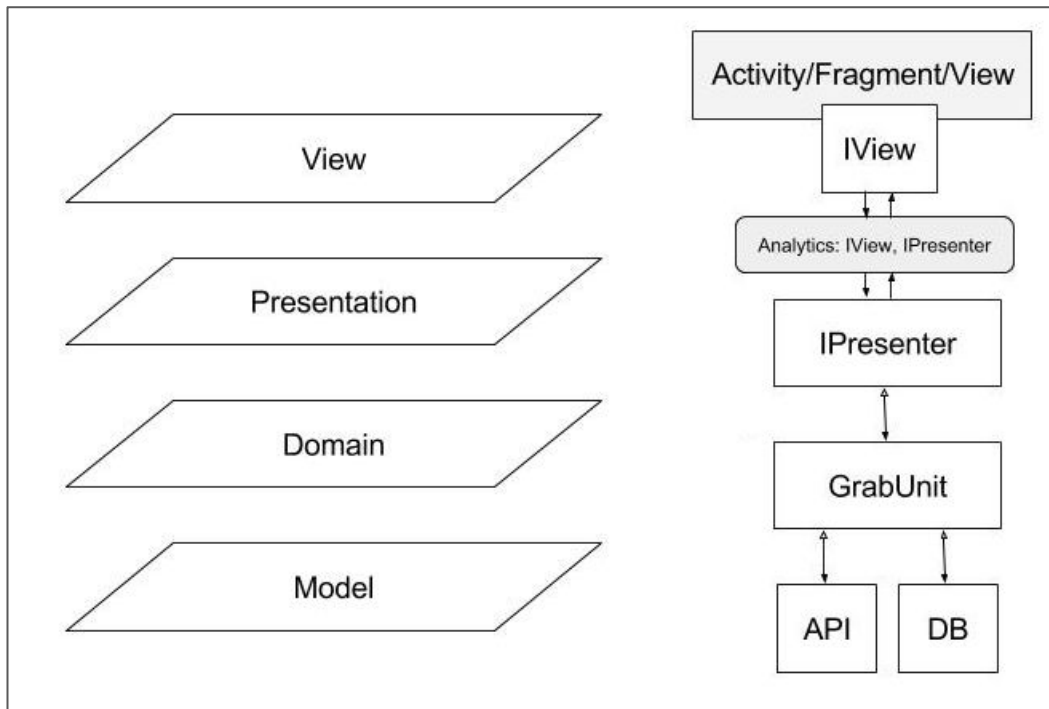 Activity/Fragment/View
View
IView
Analytics: IView, IPresenter
Presentation
IPresenter
Domain
GrabUnit
Model
API
DB